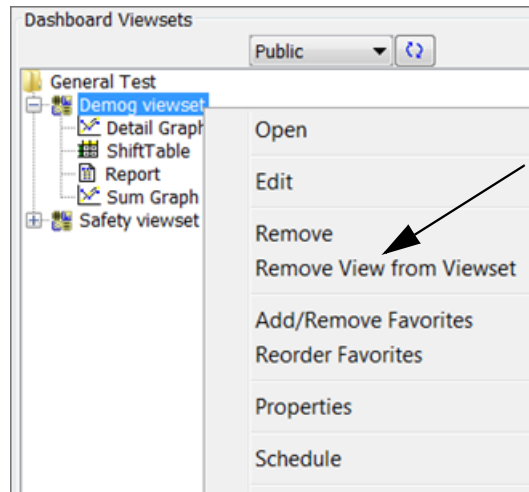 Dashboard Viewsets
Public
General Test
Demog viewset
Detail Graph
ShiftTable
Report
Sum Graph
Safety viewset
Open
Edit
Remove
Remove View from Viewset
Add/Remove Favorites
Reorder Favorites
Properties
Schedule